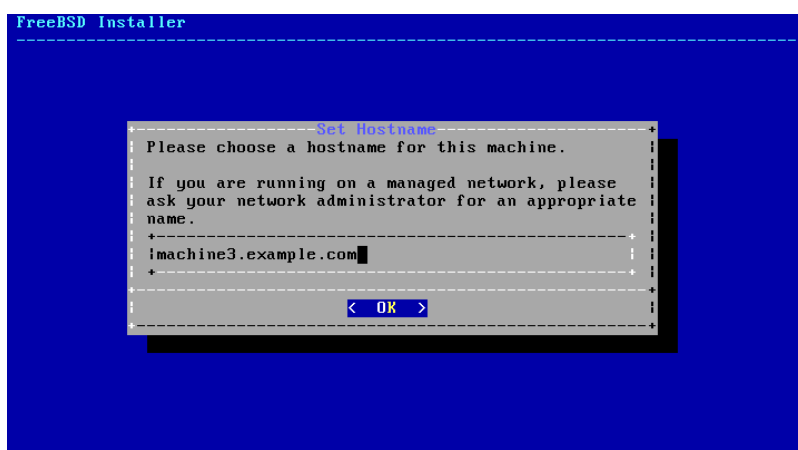 FreeBSD Installer
Set Hostname
Please choose a hostname for this machine.
If you are running on a managed network, please
ask your network administrator for an appropriate
name.
machine3.example.com
< OK >